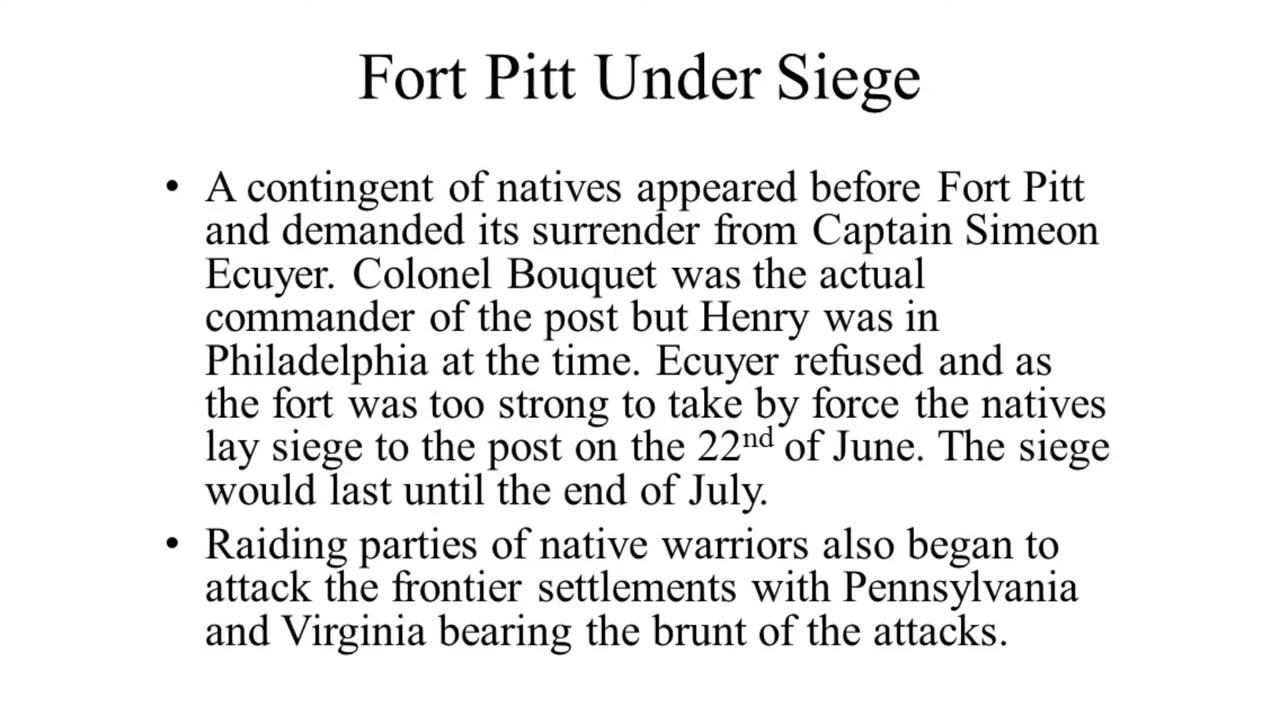 Fort Pitt Under Siege
• A contingent of natives appeared before Fort Pitt
and demanded its surrender from Captain Simeon
Ecuyer. Colonel Bouquet was the actual
commander of the post but Henry was in
Philadelphia at the time. Ecuyer refused and as
the fort was too strong to take by force the natives
lay siege to the post on the 22nd of June. The siege
would last until the end of July.
• Raiding parties of native warriors also began to
attack the frontier settlements with Pennsylvania
and Virginia bearing the brunt of the attacks.